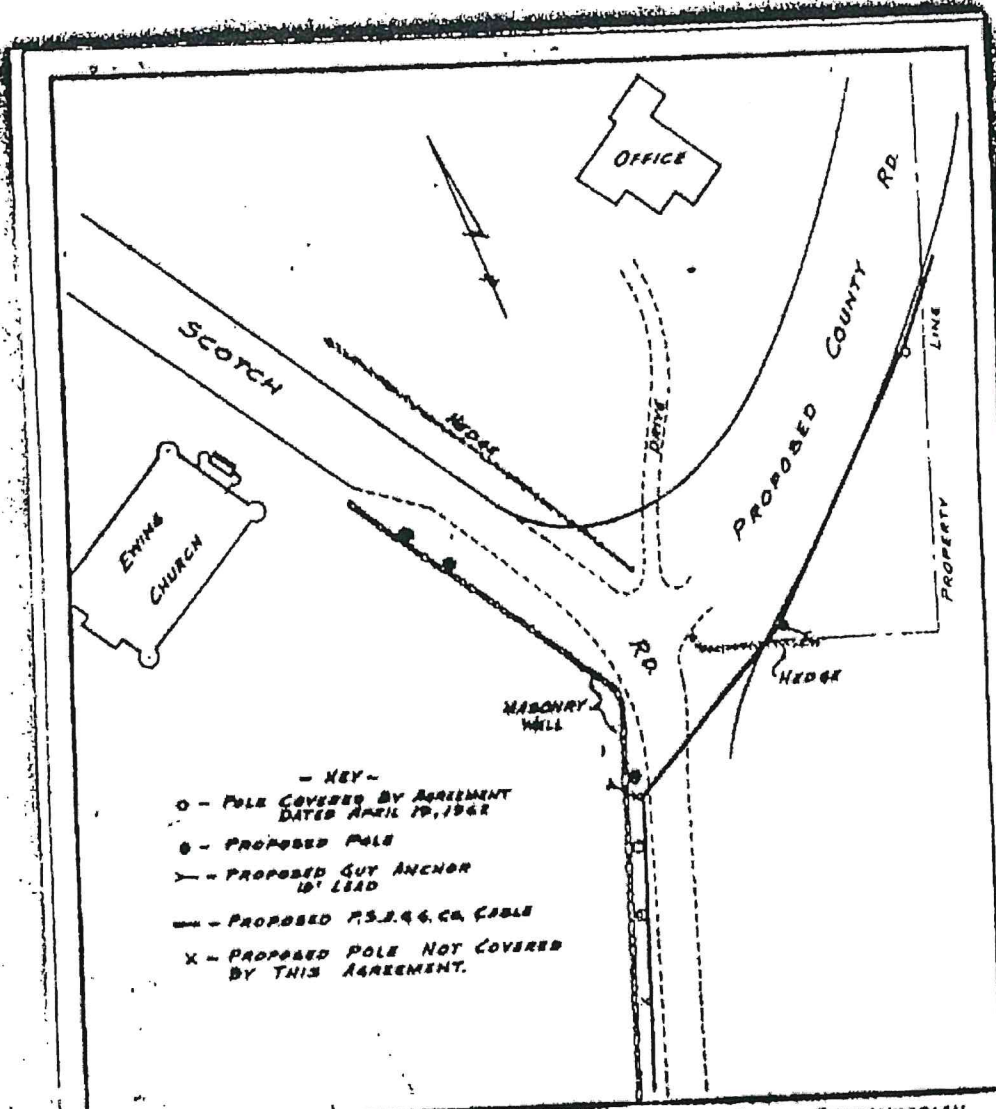 OFFICE
RD.
SCOTCH
HEDGE
DRIVE
PROPOSED COUNTY
LINE
PROPERTY
EWING
CHURCH
RD.
HEDGE
MASONRY
WALL
- KEY -
- POLE COVERED BY AGREEMENT
DATED APRIL
- PROPOSED POLE
- PROPOSED GUY ANCHOR
10' LEAD
- PROPOSED P.S.E.&G. CO. CABLE
X - PROPOSED POLE NOT COVERED
BY THIS AGREEMENT.